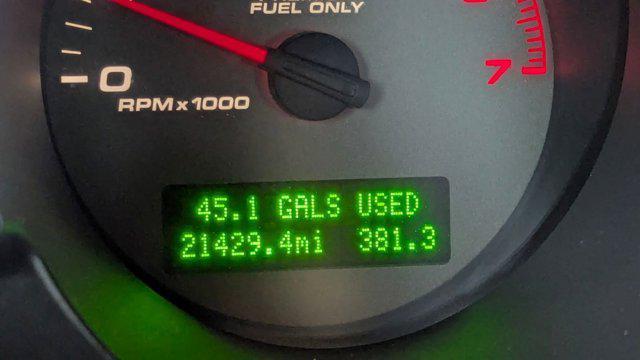 FUEL ONLY
7
0
RPM x 1000
45.1 GALS USED
21429.4mi 381.3